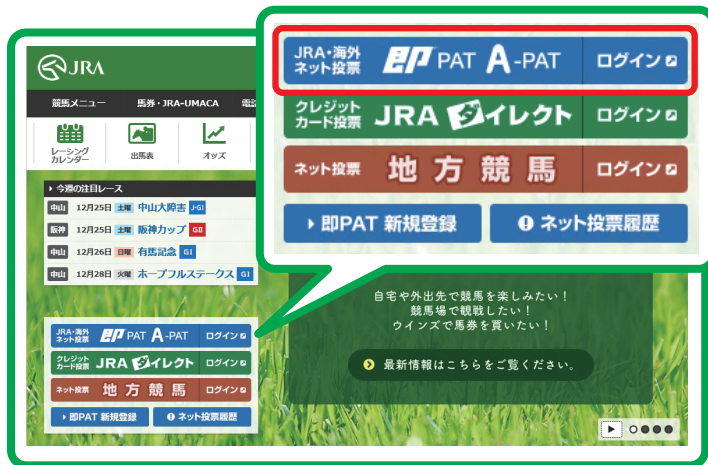 JRA
競馬メニュー 馬券・JRA-UMACA
レーシング
カレンダー
出馬表
オッズ
今週の注目レース
中山 12月25日 土曜 中山大障害 J・GI
阪神 12月25日 土曜 阪神カップ GII
中山 12月26日 日曜 有馬記念 GI
中山 12月28日 火曜 ホープフルステークス GI
JRA・海外
ネット投票 即PAT A-PAT ログイン
クレジット
カード投票 JRAダイレクト ログイン
ネット投票 地方競馬 ログイン
即PAT 新規登録 ネット投票履歴
JRA・海外
ネット投票 即PAT A-PAT ログイン
クレジット
カード投票 JRAダイレクト ログイン
ネット投票 地方競馬 ログイン
即PAT 新規登録 ネット投票履歴
自宅や外出先で競馬を楽しみたい！
競馬場で観戦したい！
ウインズで馬券を買いたい！
最新情報はこちらをご覧ください。